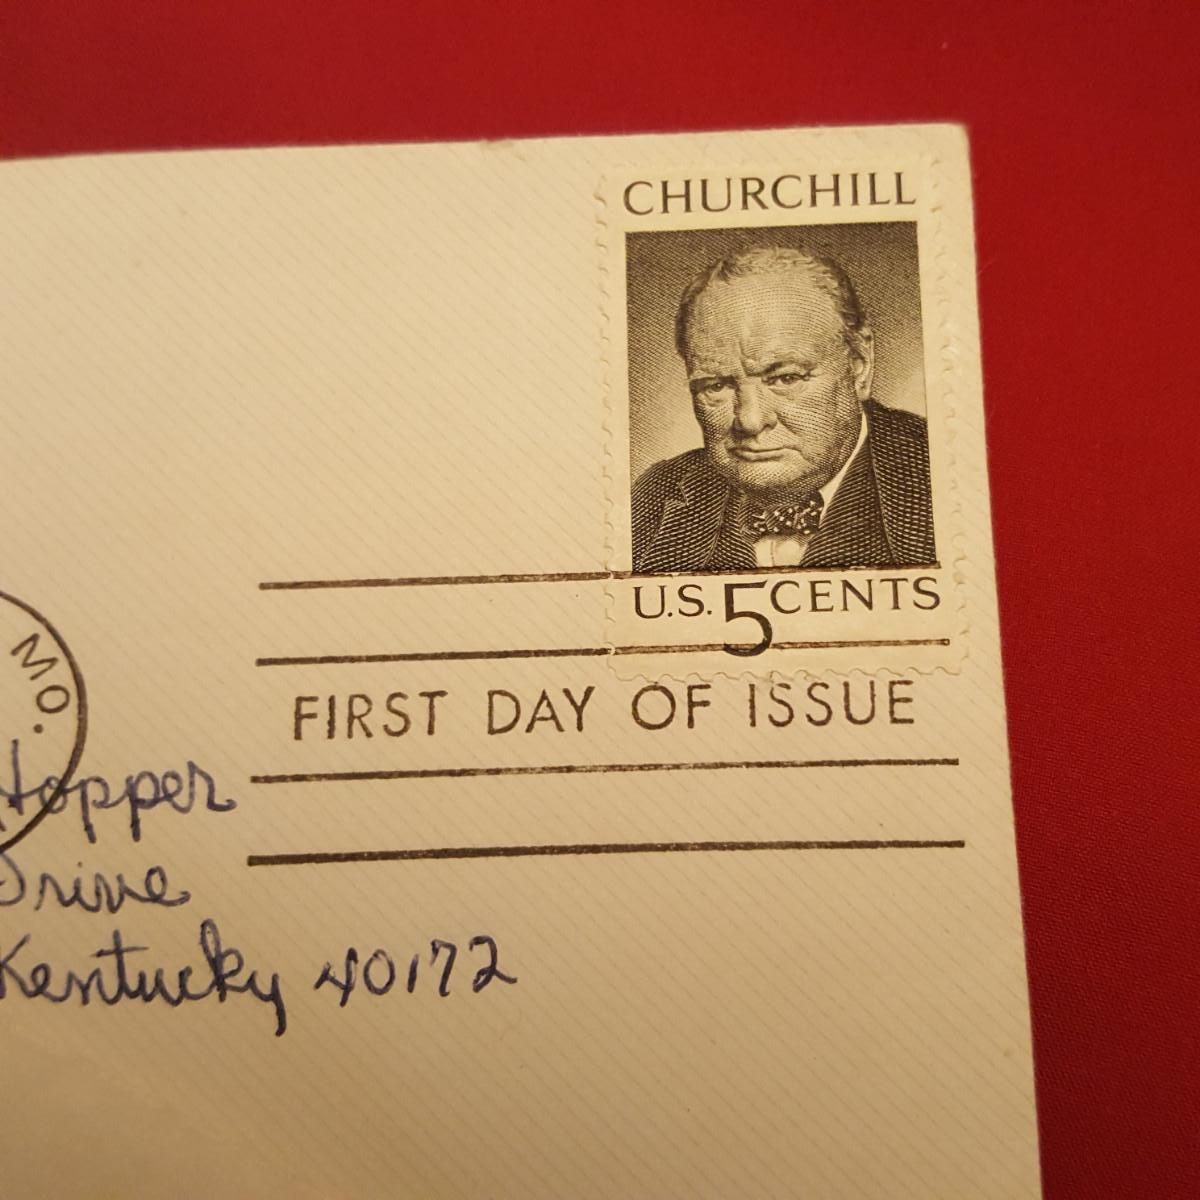 CHURCHILL
U.S. 5 CENTS
FIRST DAY OF ISSUE
MO.
Hopper
Drive
Kentucky 40172